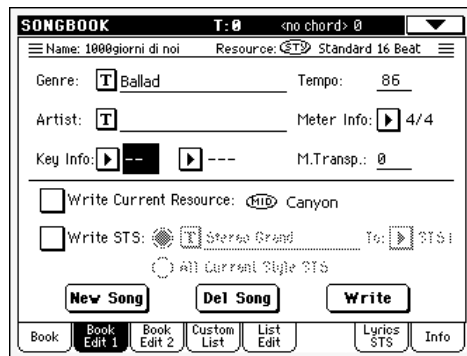 SONGBOOK T:0 <no chord> 0
Name: 1000giorni di noi Resource: STY Standard 16 Beat
Genre: T Ballad Tempo: 86
Artist: T Meter Info: 4/4
Key Info: -- --- M.Transp.: 0
Write Current Resource: MID Canyon
Write STS: T Stereo Grand To: STS1
All Current Style STS
New Song Del Song Write
Book Book Edit 1 Book Edit 2 Custom List List Edit Lyrics STS Info